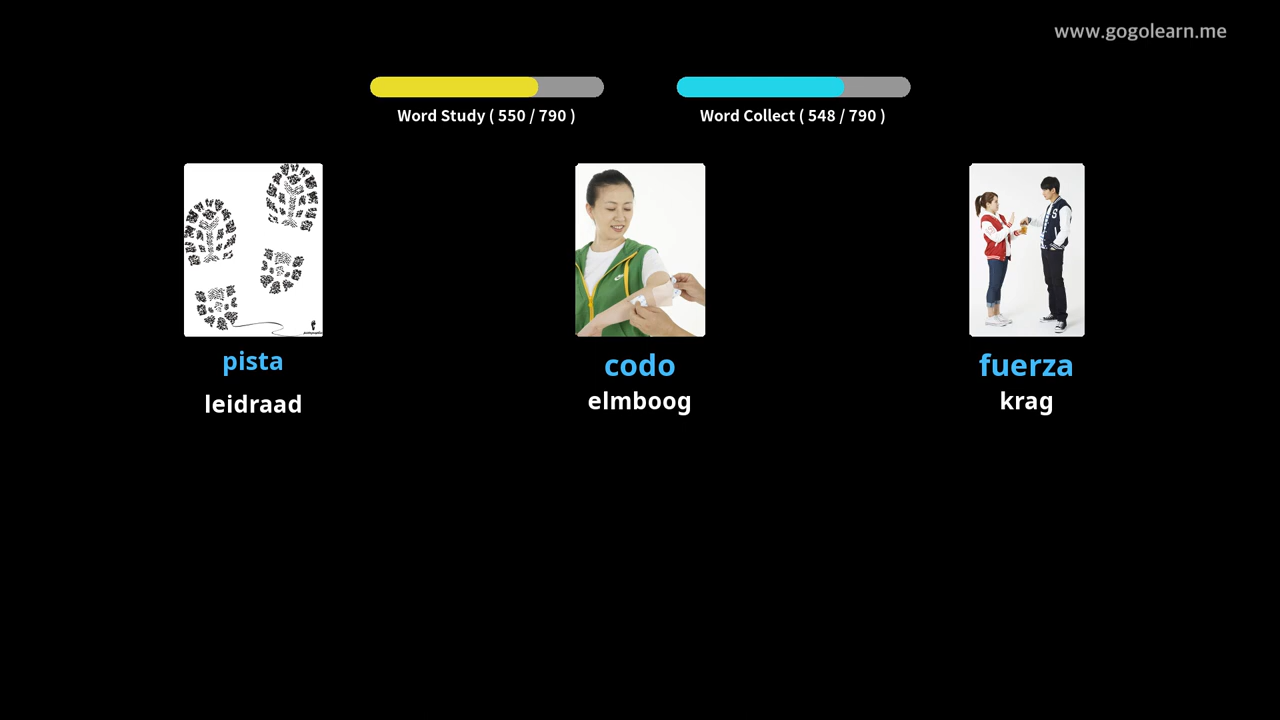 www.gogolearn.me
Word Study ( 550 / 790 )
Word Collect ( 548 / 790 )
pista
leidraad
codo
elmboog
fuerza
krag